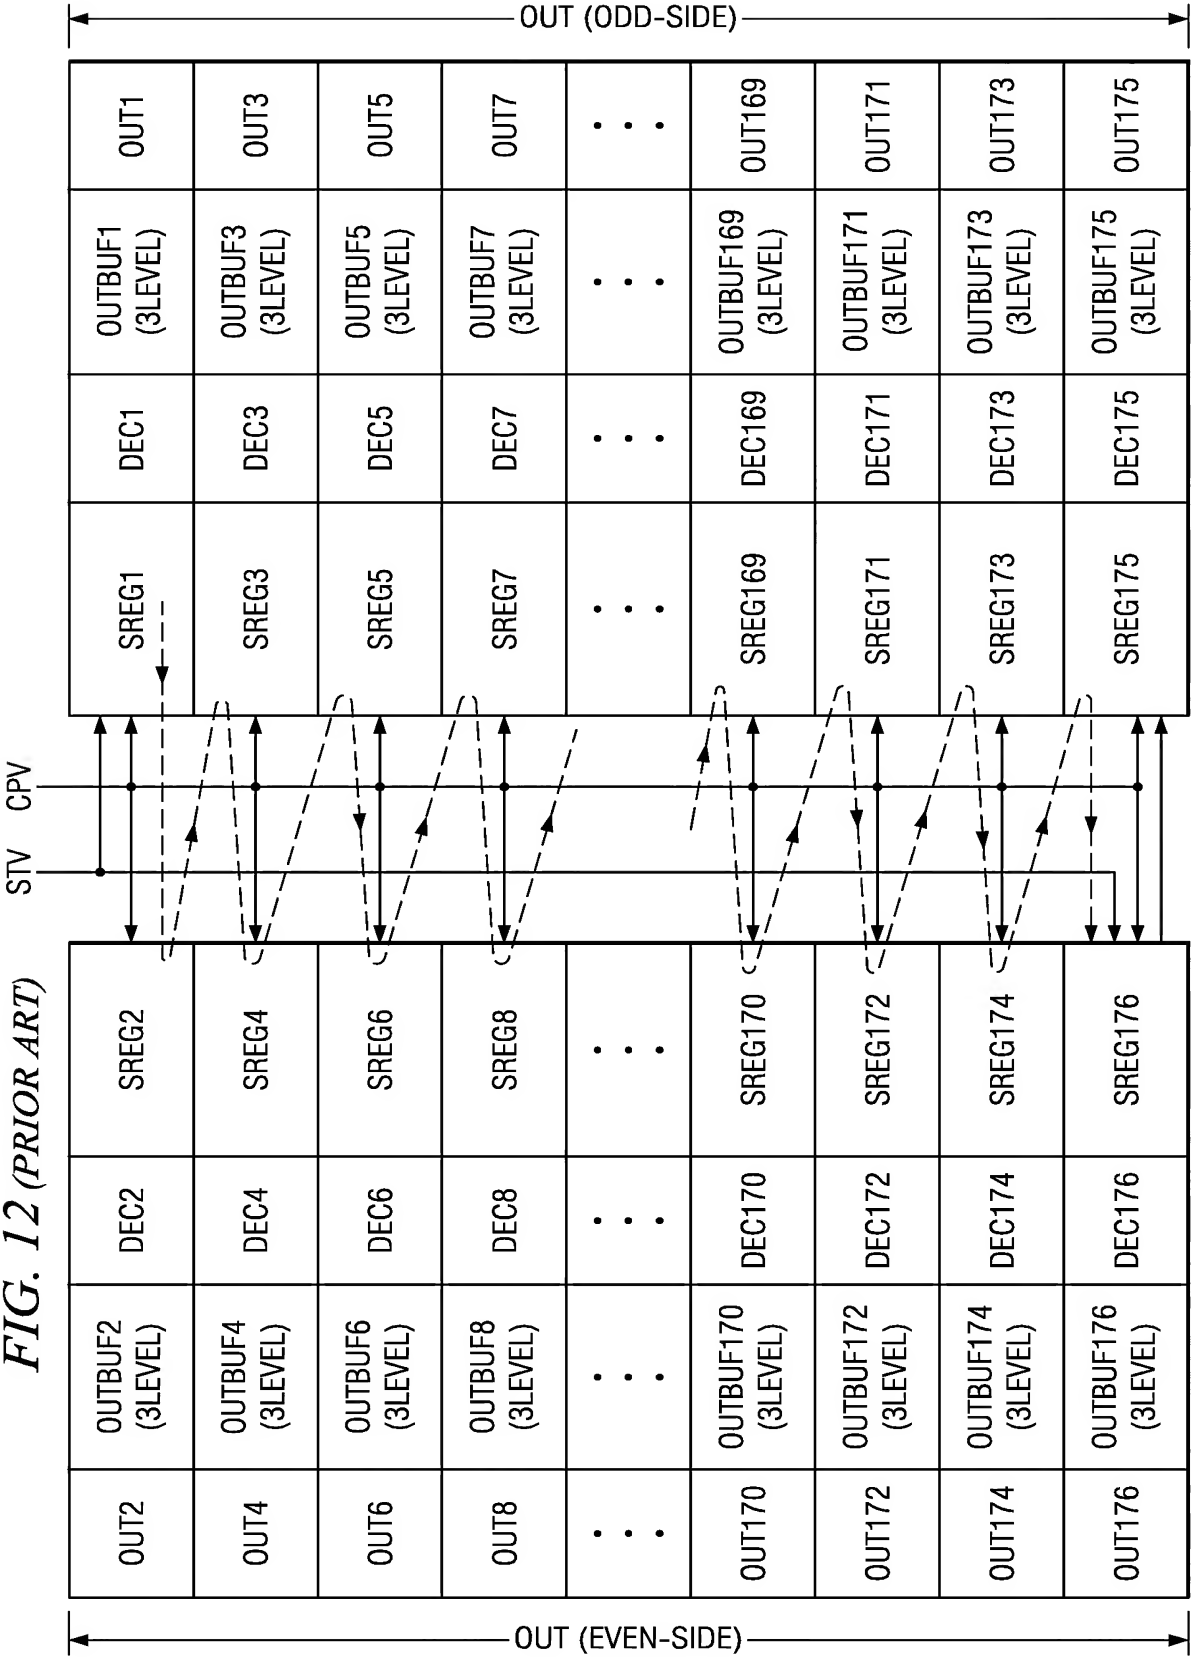 FIG. 12 (PRIOR ART)
OUT (ODD-SIDE)
OUT1
OUT3
OUT5
OUT7
. . .
OUT169
OUT171
OUT173
OUT175
OUTBUF1
(3LEVEL)
OUTBUF3
(3LEVEL)
OUTBUF5
(3LEVEL)
OUTBUF7
(3LEVEL)
. . .
OUTBUF169
(3LEVEL)
OUTBUF171
(3LEVEL)
OUTBUF173
(3LEVEL)
OUTBUF175
(3LEVEL)
DEC1
DEC3
DEC5
DEC7
. . .
DEC169
DEC171
DEC173
DEC175
SREG1
SREG3
SREG5
SREG7
. . .
SREG169
SREG171
SREG173
SREG175
CPV
STV
SREG2
SREG4
SREG6
SREG8
. . .
SREG170
SREG172
SREG174
SREG176
DEC2
DEC4
DEC6
DEC8
. . .
DEC170
DEC172
DEC174
DEC176
OUTBUF2
(3LEVEL)
OUTBUF4
(3LEVEL)
OUTBUF6
(3LEVEL)
OUTBUF8
(3LEVEL)
. . .
OUTBUF170
(3LEVEL)
OUTBUF172
(3LEVEL)
OUTBUF174
(3LEVEL)
OUTBUF176
(3LEVEL)
OUT2
OUT4
OUT6
OUT8
. . .
OUT170
OUT172
OUT174
OUT176
OUT (EVEN-SIDE)